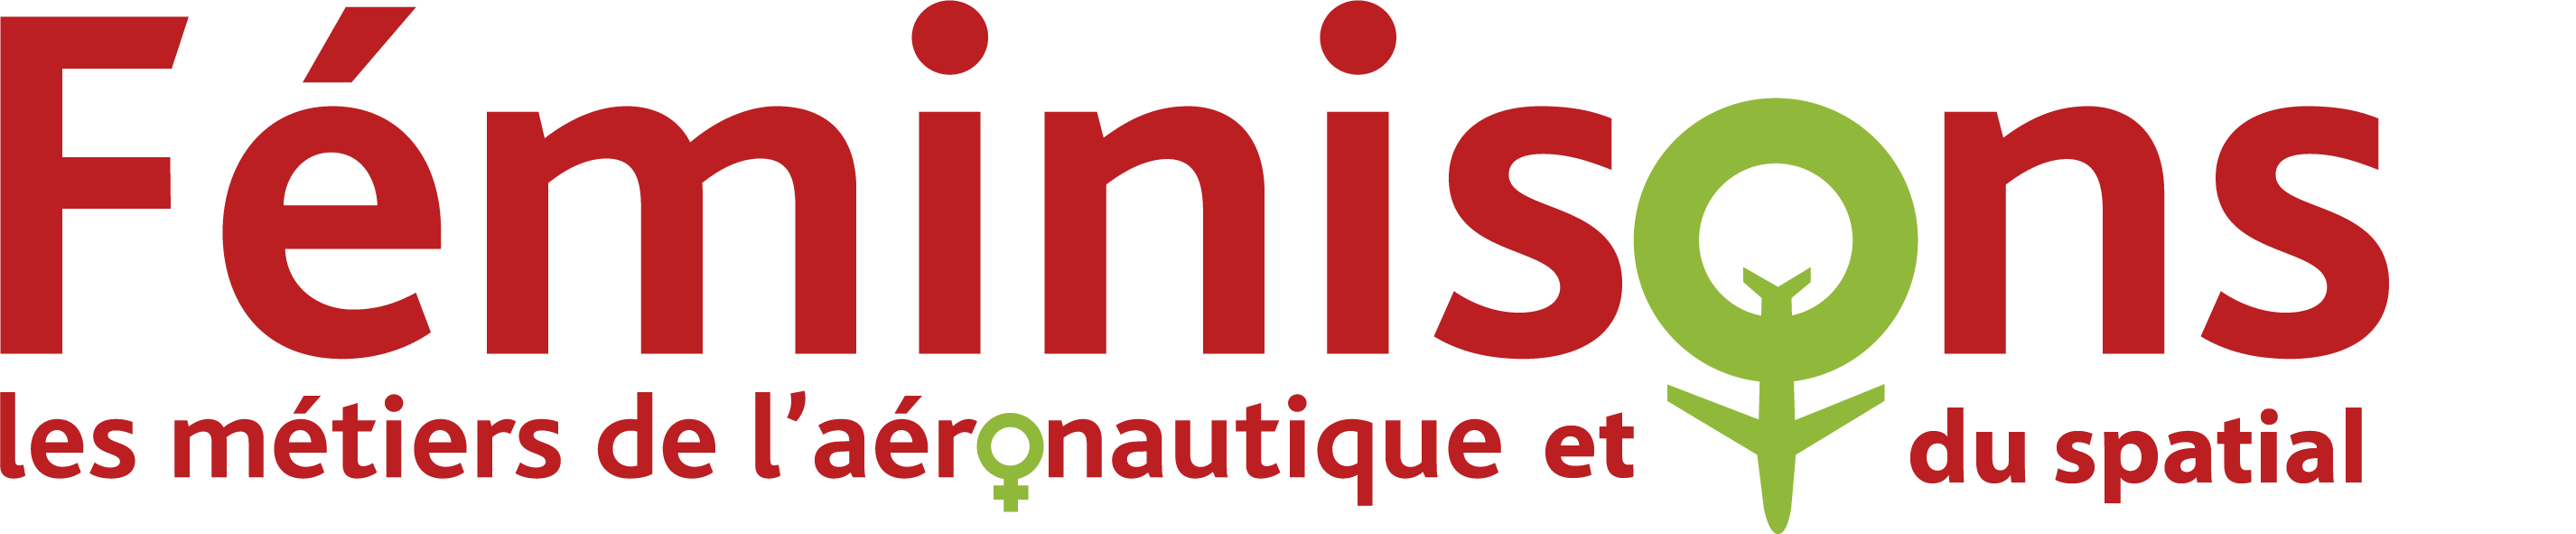 Féminisons
les métiers de l’aéronautique et du spatial